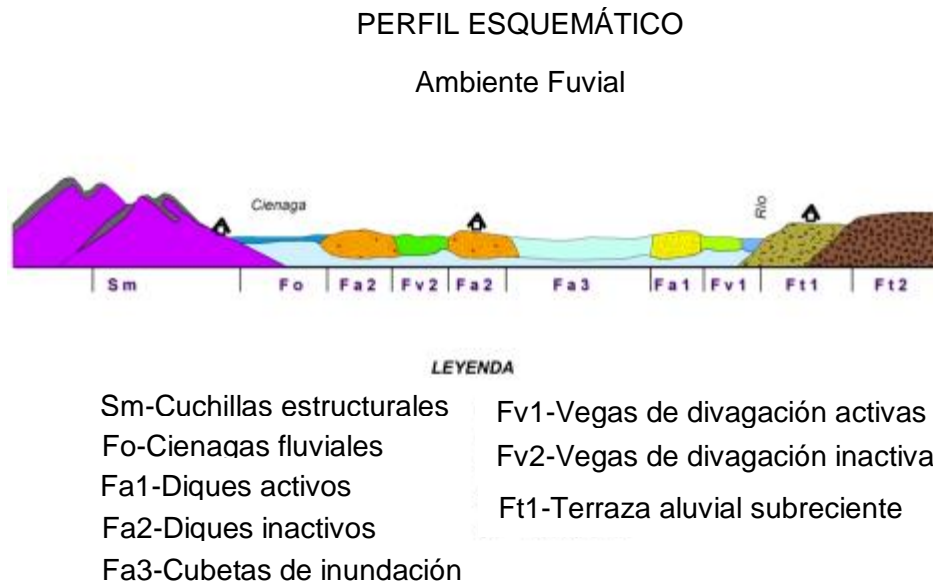 PERFIL ESQUEMÁTICO
Ambiente Fuvial
Cienaga
Río
Sm Fo Fa2 Fv2 Fa2 Fa3 Fa1 Fv1 Ft1 Ft2
LEYENDA
Sm-Cuchillas estructurales
Fo-Cienagas fluviales
Fa1-Diques activos
Fa2-Diques inactivos
Fa3-Cubetas de inundación
Fv1-Vegas de divagación activas
Fv2-Vegas de divagación inactiva
Ft1-Terraza aluvial subreciente